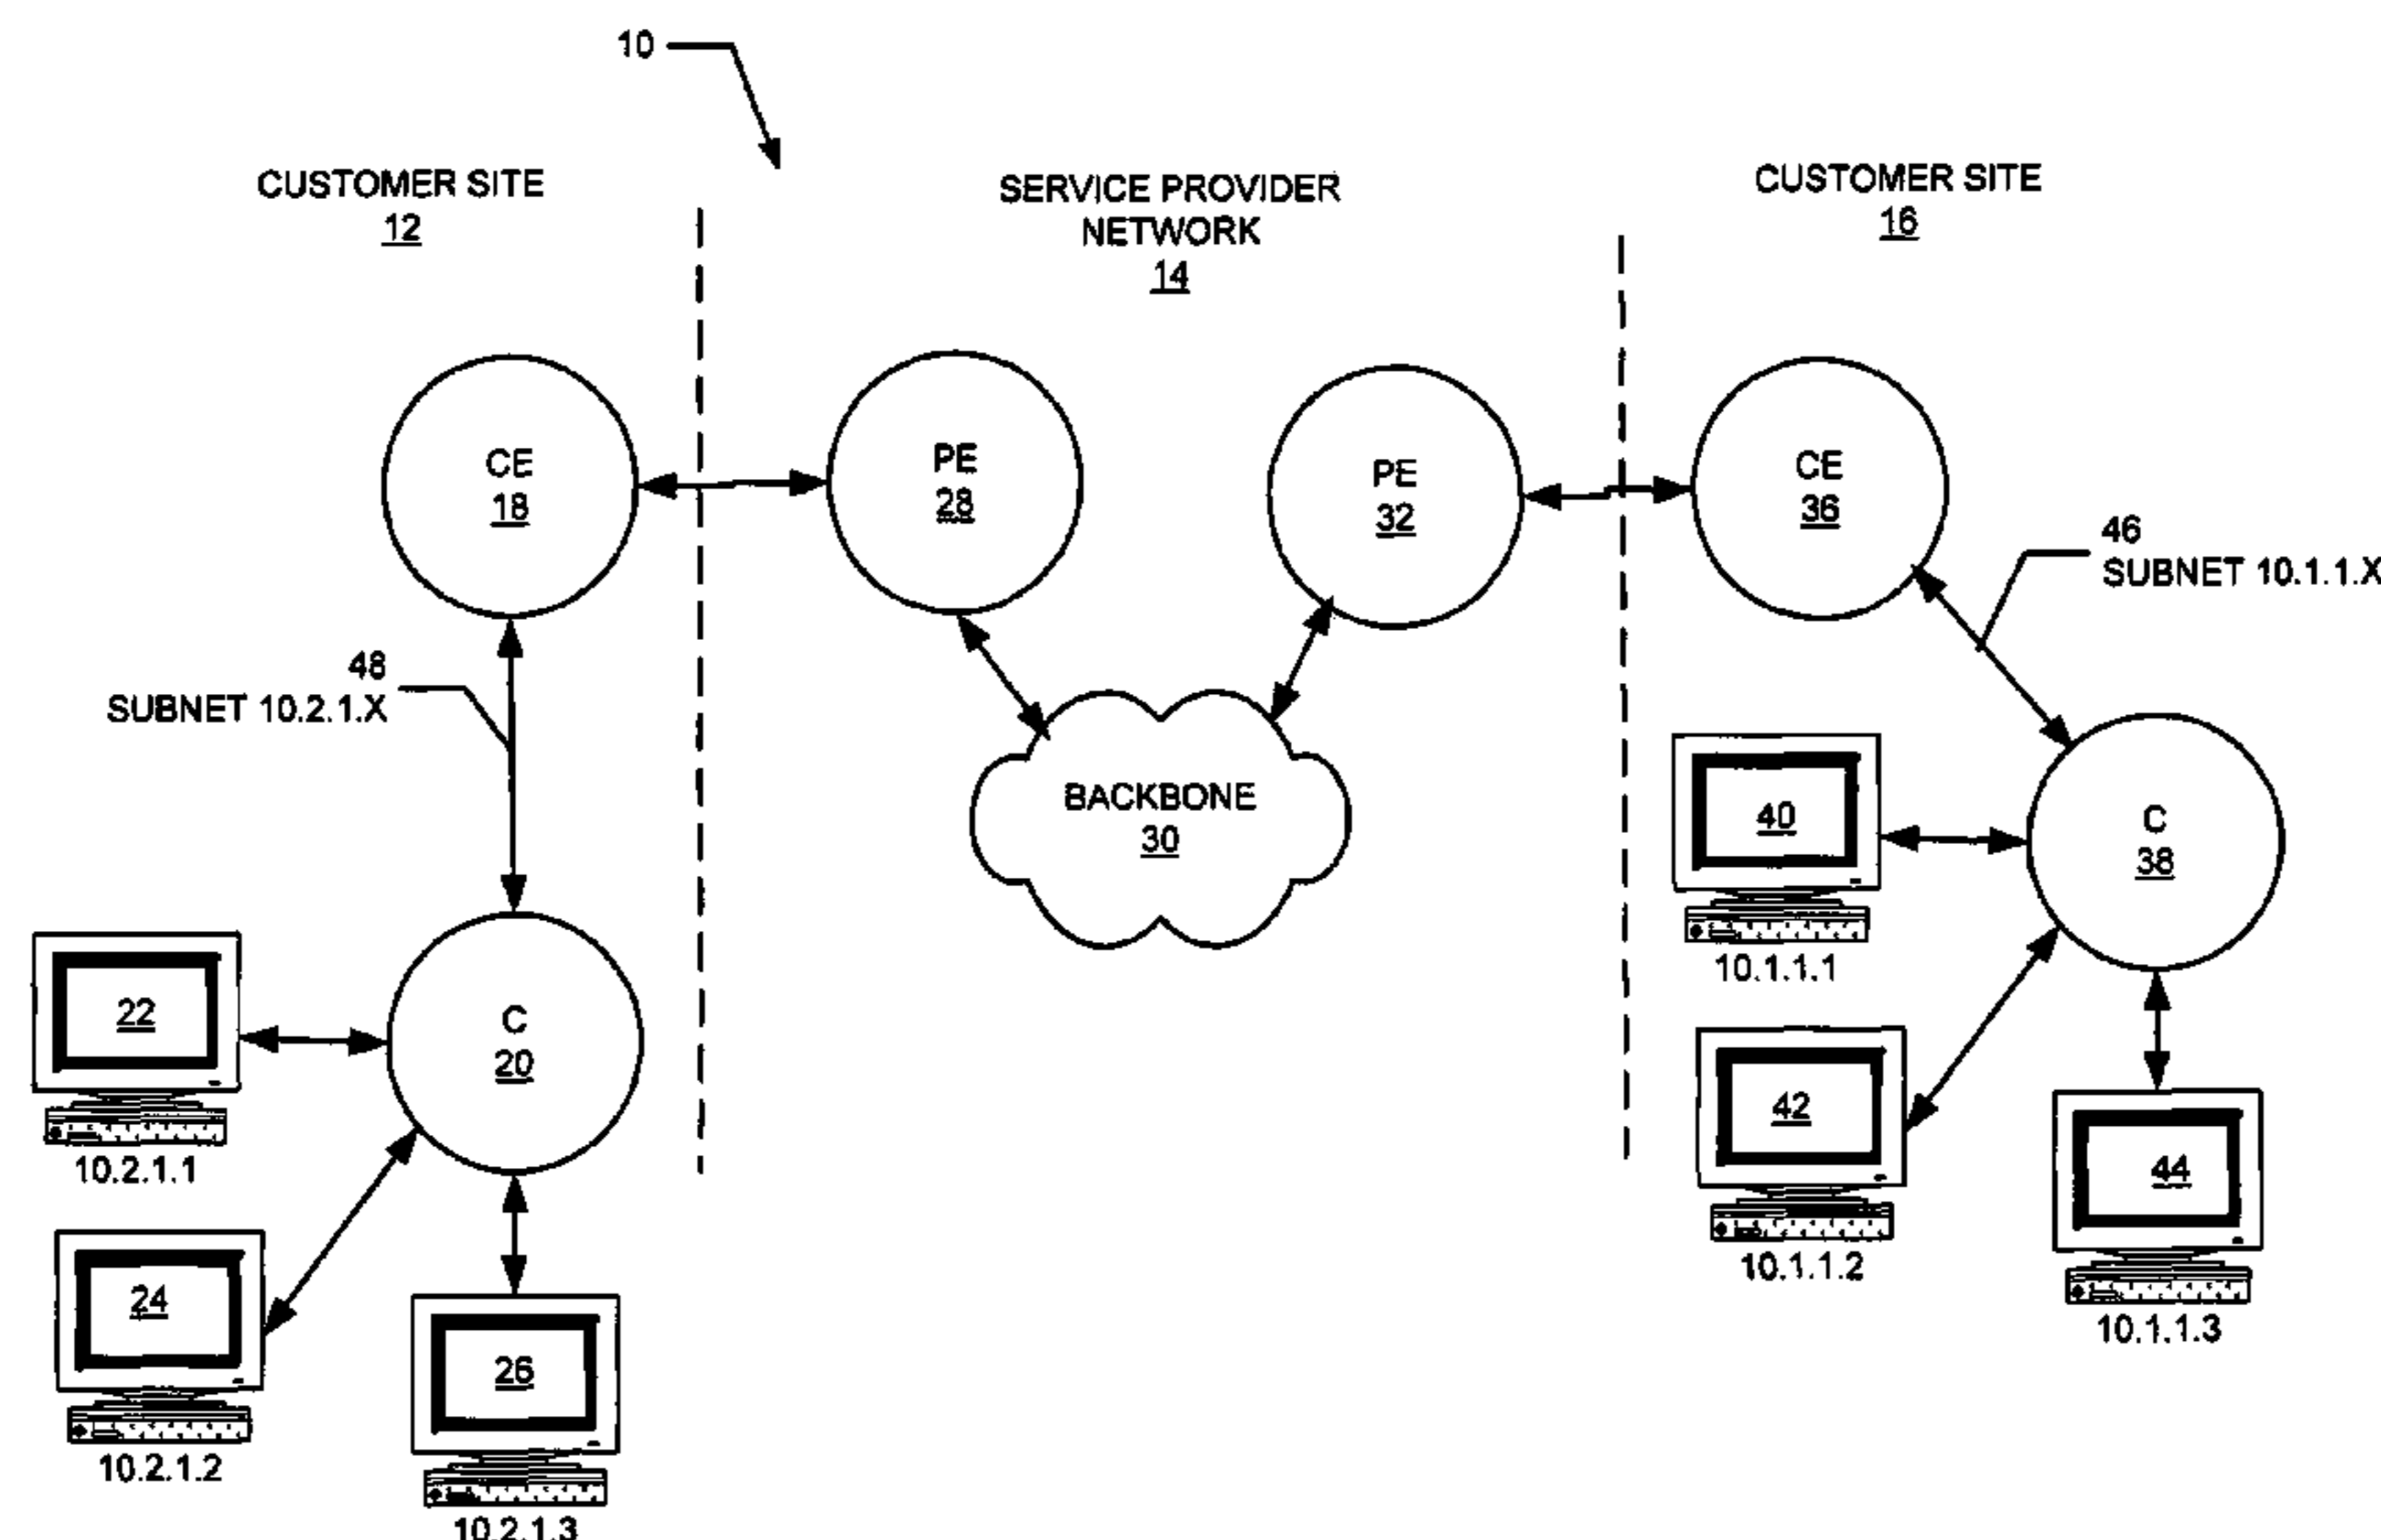 10
CUSTOMER SITE
12
SERVICE PROVIDER
NETWORK
14
CUSTOMER SITE
16
CE
18
PE
28
PE
32
CE
36
46
SUBNET 10.1.1.X
48
SUBNET 10.2.1.X
BACKBONE
30
40
10.1.1.1
C
38
22
10.2.1.1
C
20
42
10.1.1.2
44
10.1.1.3
24
10.2.1.2
26
10.2.1.3